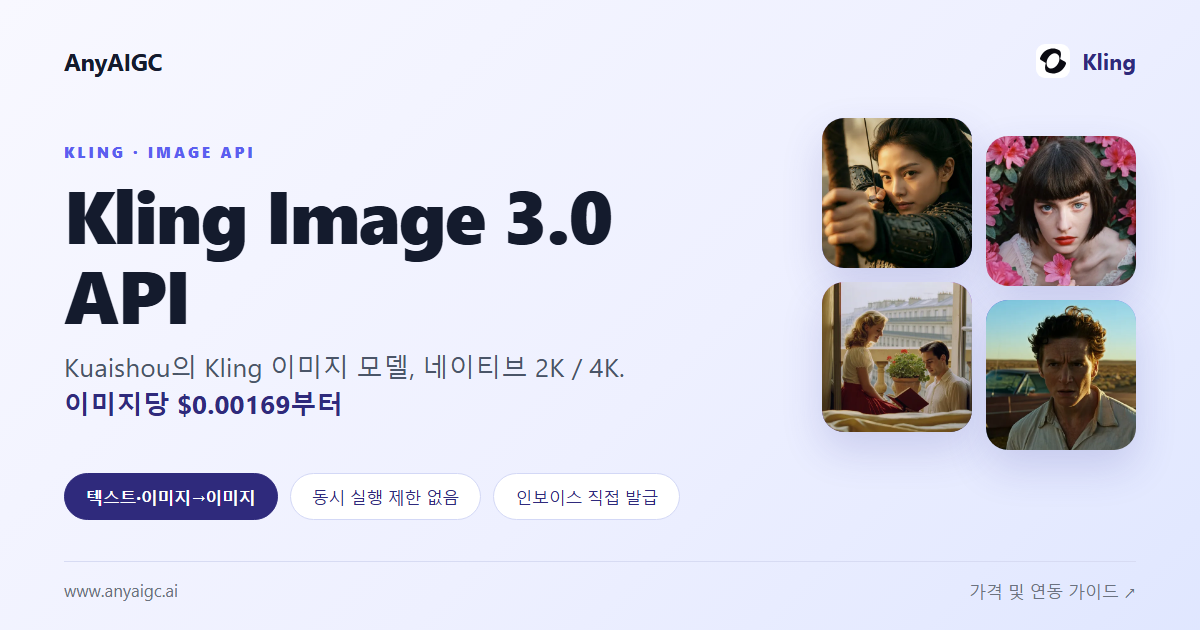 AnyAIGC
Kling
KLING · IMAGE API
Kling Image 3.0
API
Kuaishou의 Kling 이미지 모델, 네이티브 2K / 4K.
이미지당 $0.00169부터
텍스트·이미지→이미지
동시 실행 제한 없음
인보이스 직접 발급
www.anyaigc.ai
가격 및 연동 가이드 ↗